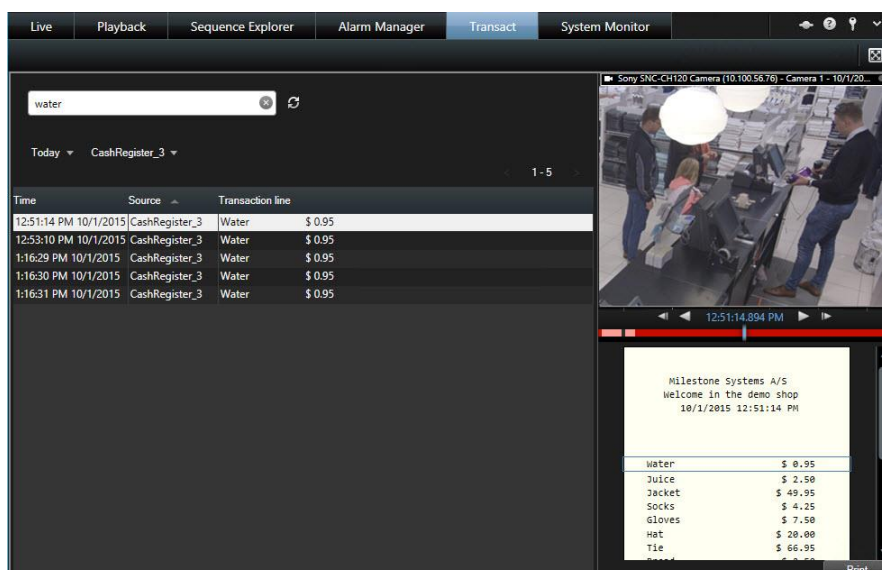 Live Playback Sequence Explorer Alarm Manager Transact System Monitor
Sony SNC-CH120 Camera (10.100.56.76) - Camera 1 - 10/1/20...
water
Today CashRegister_3
1-5
Time Source Transaction line
12:51:14 PM 10/1/2015 CashRegister_3 Water $ 0.95
12:53:10 PM 10/1/2015 CashRegister_3 Water $ 0.95
1:16:29 PM 10/1/2015 CashRegister_3 Water $ 0.95
1:16:30 PM 10/1/2015 CashRegister_3 Water $ 0.95
1:16:31 PM 10/1/2015 CashRegister_3 Water $ 0.95
12:51:14.894 PM
Milestone Systems A/S
Welcome in the demo shop
10/1/2015 12:51:14 PM
Water $ 0.95
Juice $ 2.50
Jacket $ 49.95
Socks $ 4.25
Gloves $ 7.50
Hat $ 20.00
Tie $ 66.95
Print